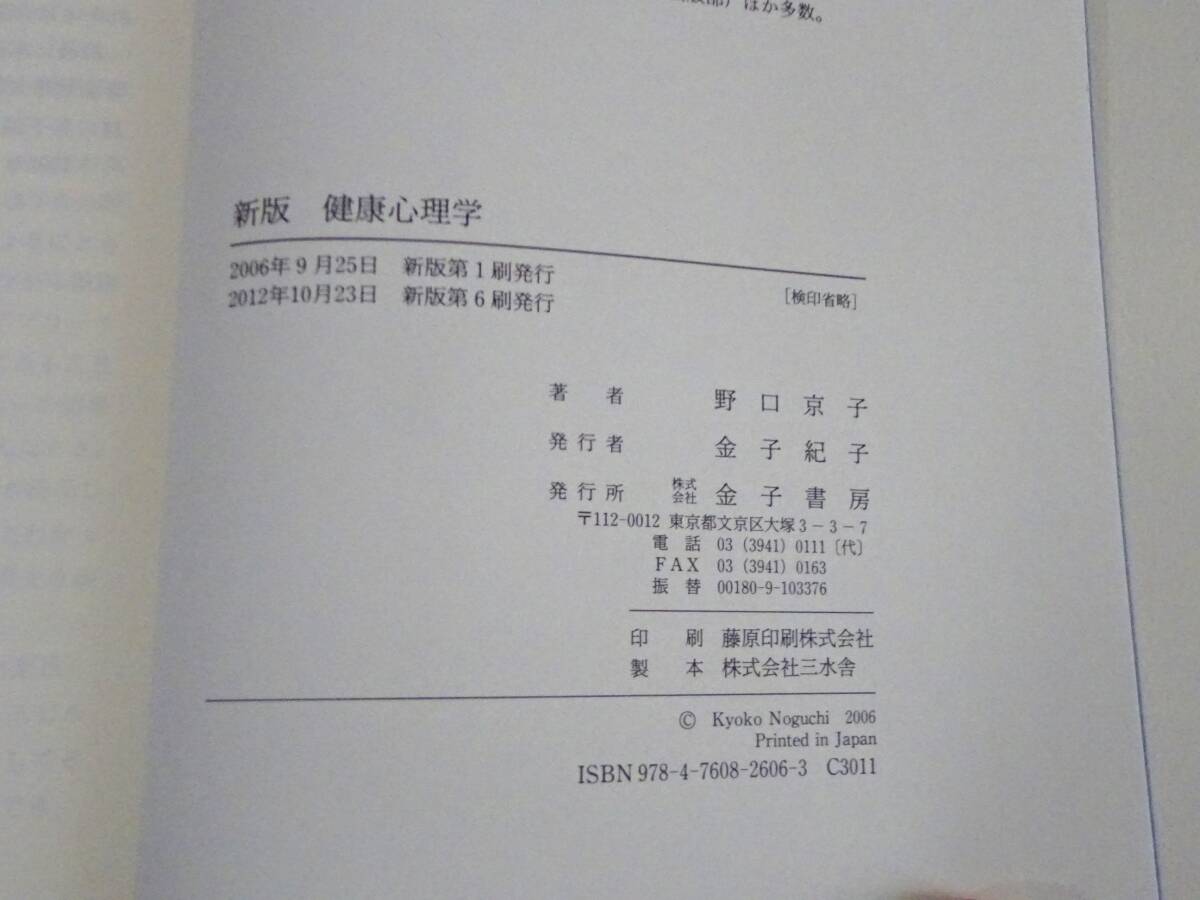 ほか多数。
新版 健康心理学
2006年9月25日 新版第1刷発行
2012年10月23日 新版第6刷発行 [検印省略]
著者 野口京子
発行者 金子紀子
発行所 株式会社 金子書房
〒112-0012 東京都文京区大塚3-3-7
電話 03 (3941) 0111〔代〕
FAX 03 (3941) 0163
振替 00180-9-103376
印刷 藤原印刷株式会社
製本 株式会社三水舎
© Kyoko Noguchi 2006
Printed in Japan
ISBN 978-4-7608-2606-3 C3011